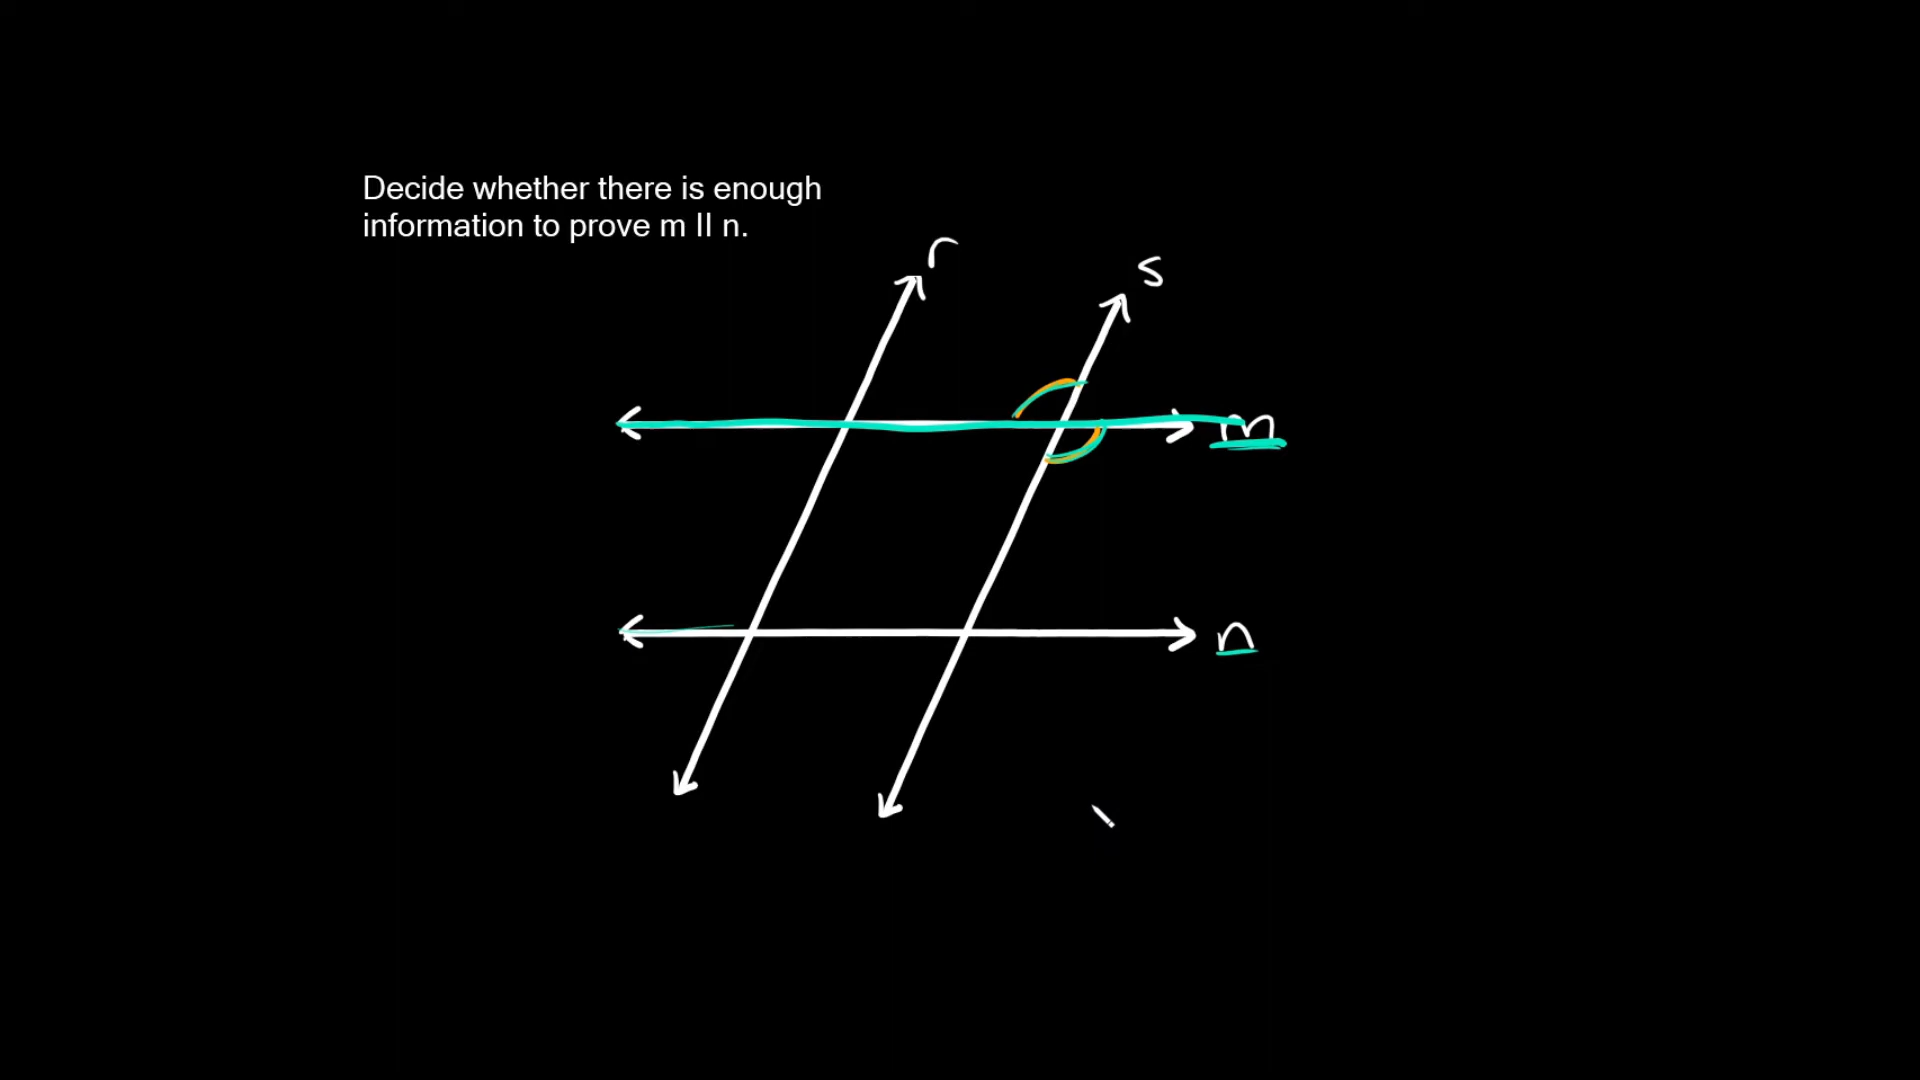 Decide whether there is enough
information to prove m II n.
r
s
m
n